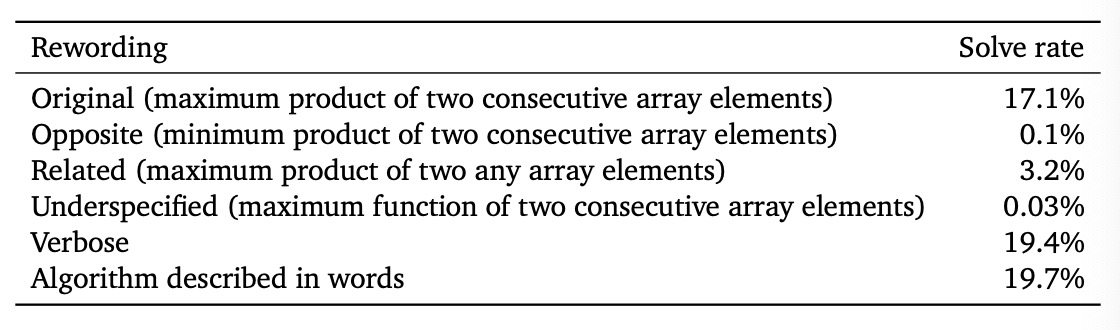 Rewording Solve rate
Original (maximum product of two consecutive array elements) 17.1%
Opposite (minimum product of two consecutive array elements) 0.1%
Related (maximum product of two any array elements) 3.2%
Underspecified (maximum function of two consecutive array elements) 0.03%
Verbose 19.4%
Algorithm described in words 19.7%